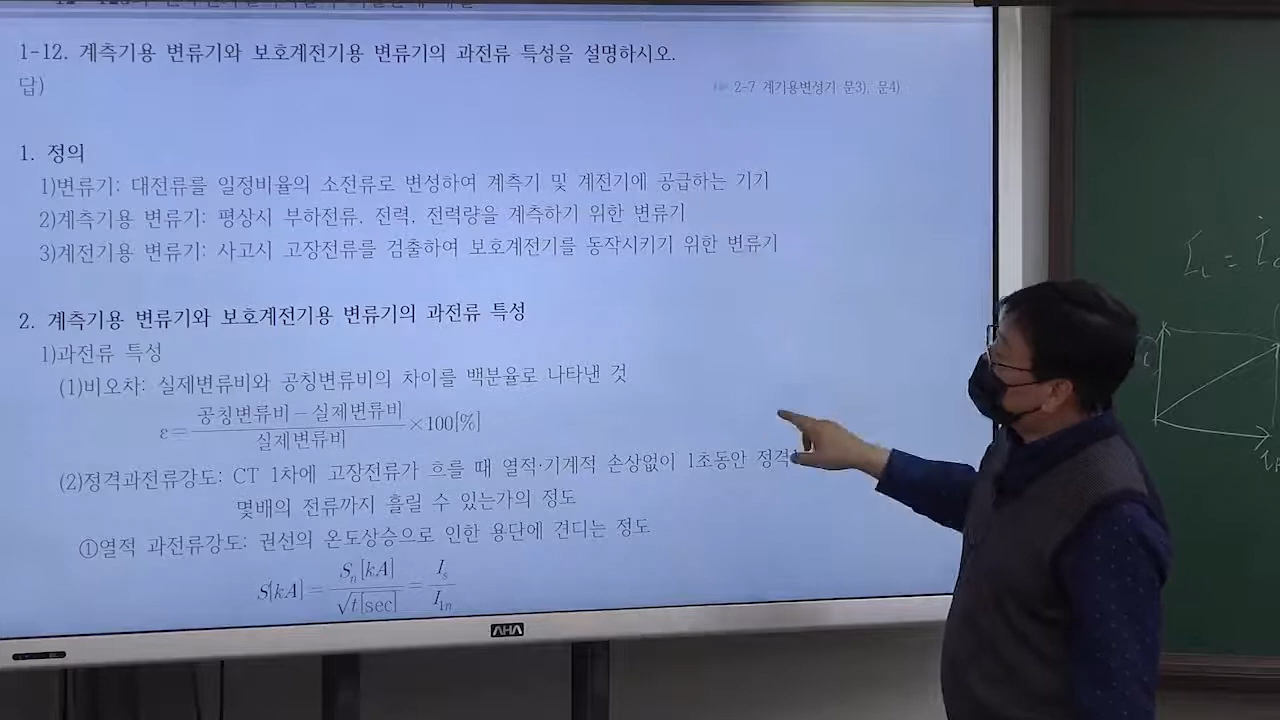 1-12. 계측기용 변류기와 보호계전기용 변류기의 과전류 특성을 설명하시오.
답)
2-7 계기용변성기 문3), 문4)
1. 정의
1)변류기: 대전류를 일정비율의 소전류로 변성하여 계측기 및 계전기에 공급하는 기기
2)계측기용 변류기: 평상시 부하전류, 전력, 전력량을 계측하기 위한 변류기
3)계전기용 변류기: 사고시 고장전류를 검출하여 보호계전기를 동작시키기 위한 변류기
2. 계측기용 변류기와 보호계전기용 변류기의 과전류 특성
1)과전류 특성
(1)비오차: 실제변류비와 공칭변류비의 차이를 백분율로 나타낸 것
ε = (공칭변류비 - 실제변류비) / 실제변류비 ×100[%]
(2)정격과전류강도: CT 1차에 고장전류가 흐를 때 열적·기계적 손상없이 1초동안 정격
몇배의 전류까지 흘릴 수 있는가의 정도
①열적 과전류강도: 권선의 온도상승으로 인한 용단에 견디는 정도
S[kA] = Sn[kA] / √t[sec] = Is / I1n
AHA